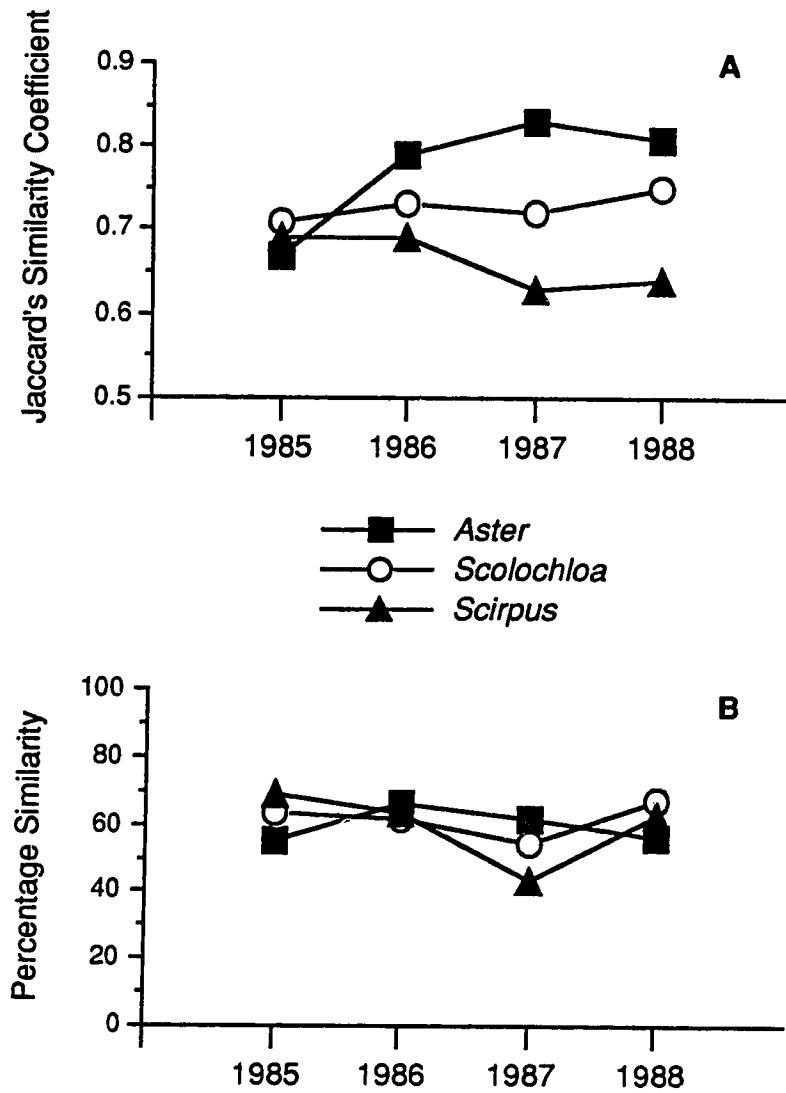 A
Jaccard's Similarity Coefficient
0.9
0.8
0.7
0.6
0.5
1985 1986 1987 1988
Aster
Scolochloa
Scirpus
B
Percentage Similarity
100
80
60
40
20
0
1985 1986 1987 1988